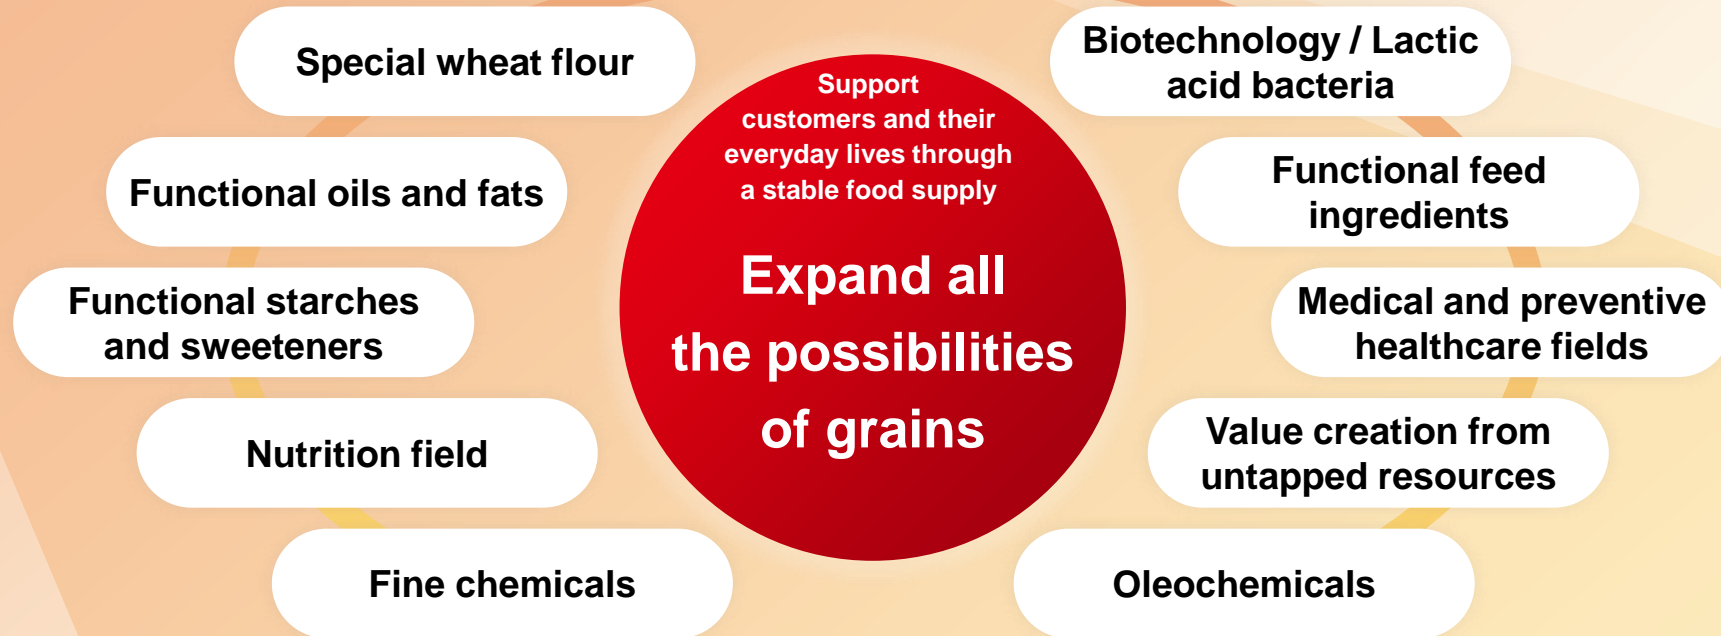 Special wheat flour
Functional oils and fats
Functional starches
and sweeteners
Nutrition field
Fine chemicals
Support
customers and their
everyday lives through
a stable food supply
Expand all
the possibilities
of grains
Biotechnology / Lactic
acid bacteria
Functional feed
ingredients
Medical and preventive
healthcare fields
Value creation from
untapped resources
Oleochemicals